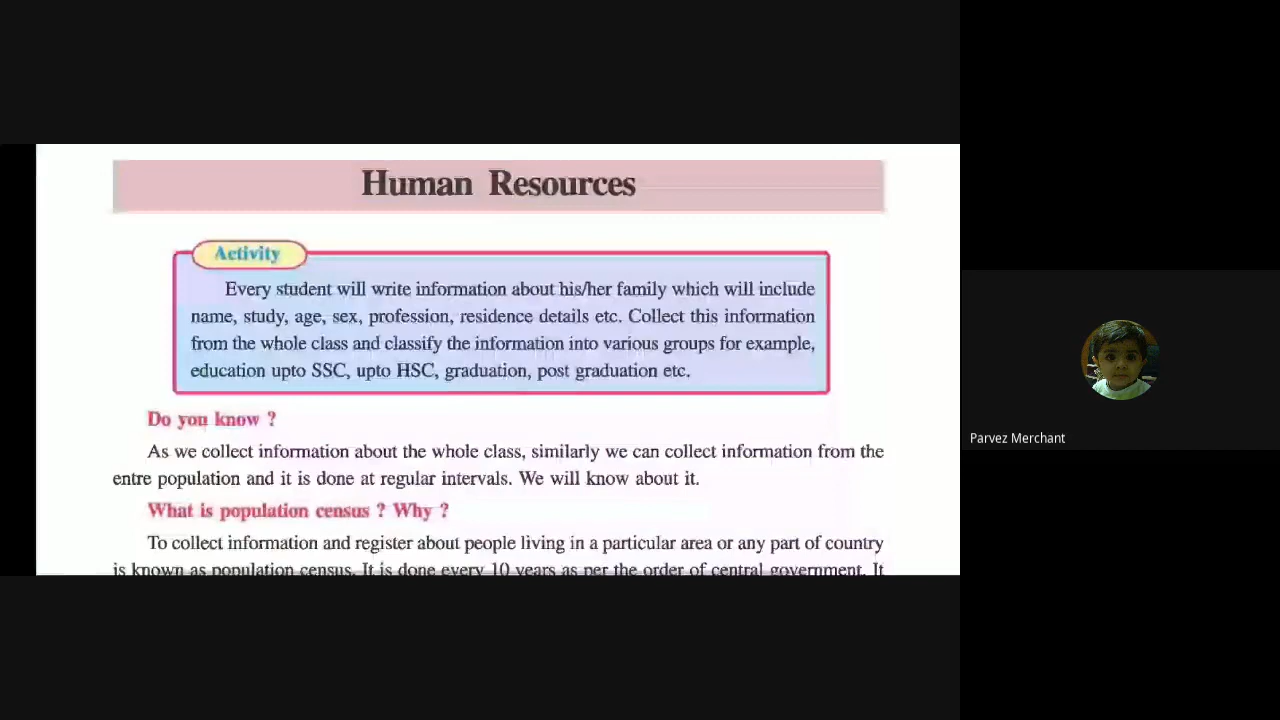 Human Resources
Activity
Every student will write information about his/her family which will include
name, study, age, sex, profession, residence details etc. Collect this information
from the whole class and classify the information into various groups for example,
education upto SSC, upto HSC, graduation, post graduation etc.
Do you know ?
As we collect information about the whole class, similarly we can collect information from the
entre population and it is done at regular intervals. We will know about it.
What is population census ? Why ?
To collect information and register about people living in a particular area or any part of country
is known as population census. It is done every 10 years as per the order of central government. It
Parvez Merchant